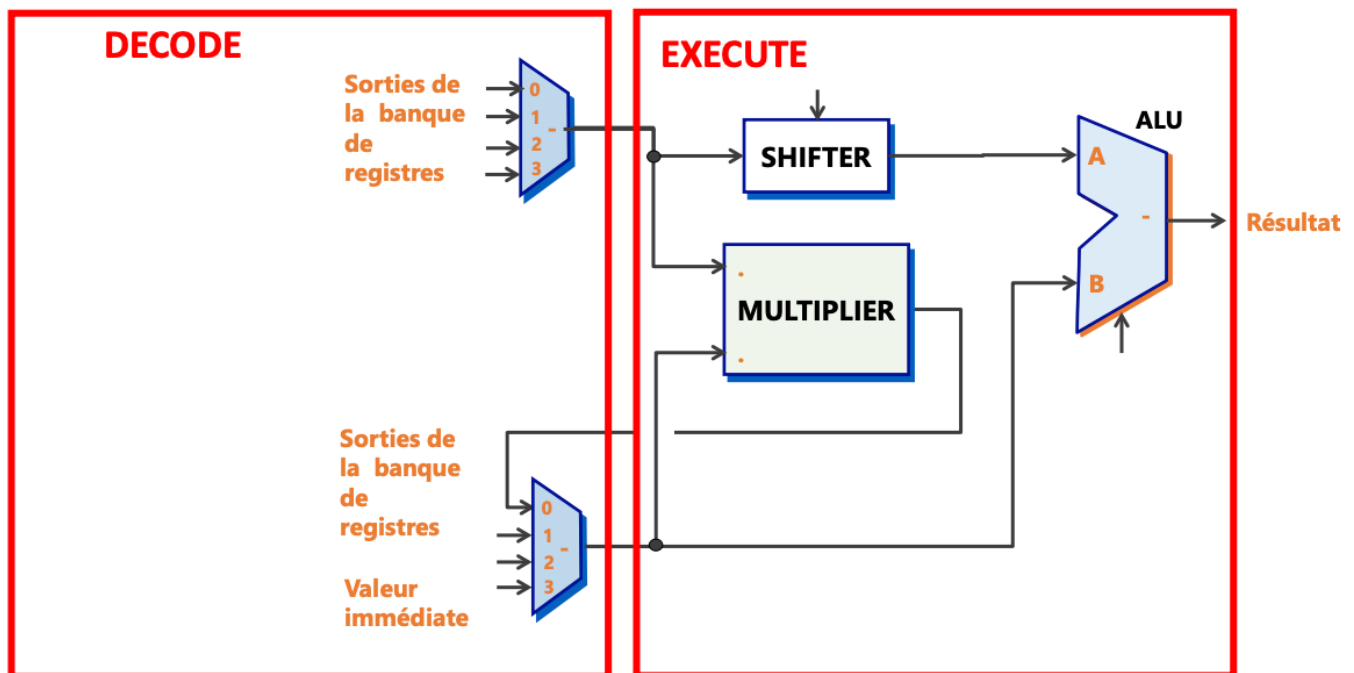 DECODE
EXECUTE
Sorties de
la banque
de
registres
0
1
-
2
3
SHIFTER
ALU
A
-
B
Résultat
.
MULTIPLIER
.
Sorties de
la banque
de
registres
Valeur
immédiate
0
1
-
2
3